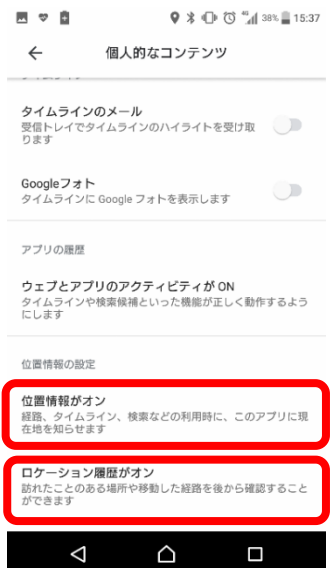 38% 15:37
個人的なコンテンツ
タイムラインのメール
受信トレイでタイムラインのハイライトを受け取
ります
Googleフォト
タイムラインに Google フォトを表示します
アプリの履歴
ウェブとアプリのアクティビティが ON
タイムラインや検索候補といった機能が正しく動作するよう
にします
位置情報の設定
位置情報がオン
経路、タイムライン、検索などの利用時に、このアプリに現
在地を知らせます
ロケーション履歴がオン
訪れたことのある場所や移動した経路を後から確認すること
ができます